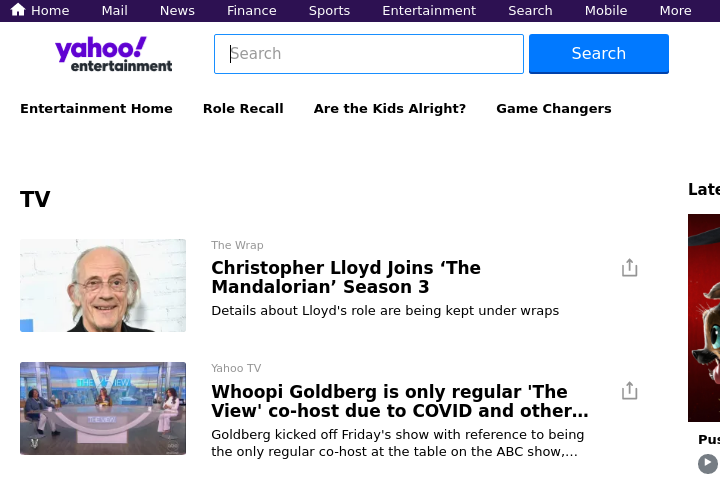 Home Mail News Finance Sports Entertainment Search Mobile More
yahoo!
entertainment
Search
Search
Entertainment Home Role Recall Are the Kids Alright? Game Changers
TV
The Wrap
Christopher Lloyd Joins ‘The
Mandalorian’ Season 3
Details about Lloyd's role are being kept under wraps
Yahoo TV
THE VIEW
THE VIEW
Whoopi Goldberg is only regular 'The
View' co-host due to COVID and other…
Goldberg kicked off Friday's show with reference to being
the only regular co-host at the table on the ABC show,…
Late
Pus